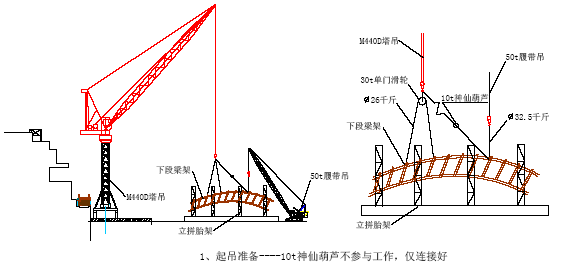 M440D塔吊
50t履带吊
30t单门滑轮
10t神仙葫芦
Ø26千斤
Ø32.5千斤
下段梁架
下段梁架
50t履带吊
M440D塔吊
立拼胎架
立拼胎架
1、起吊准备----10t神仙葫芦不参与工作，仅连接好